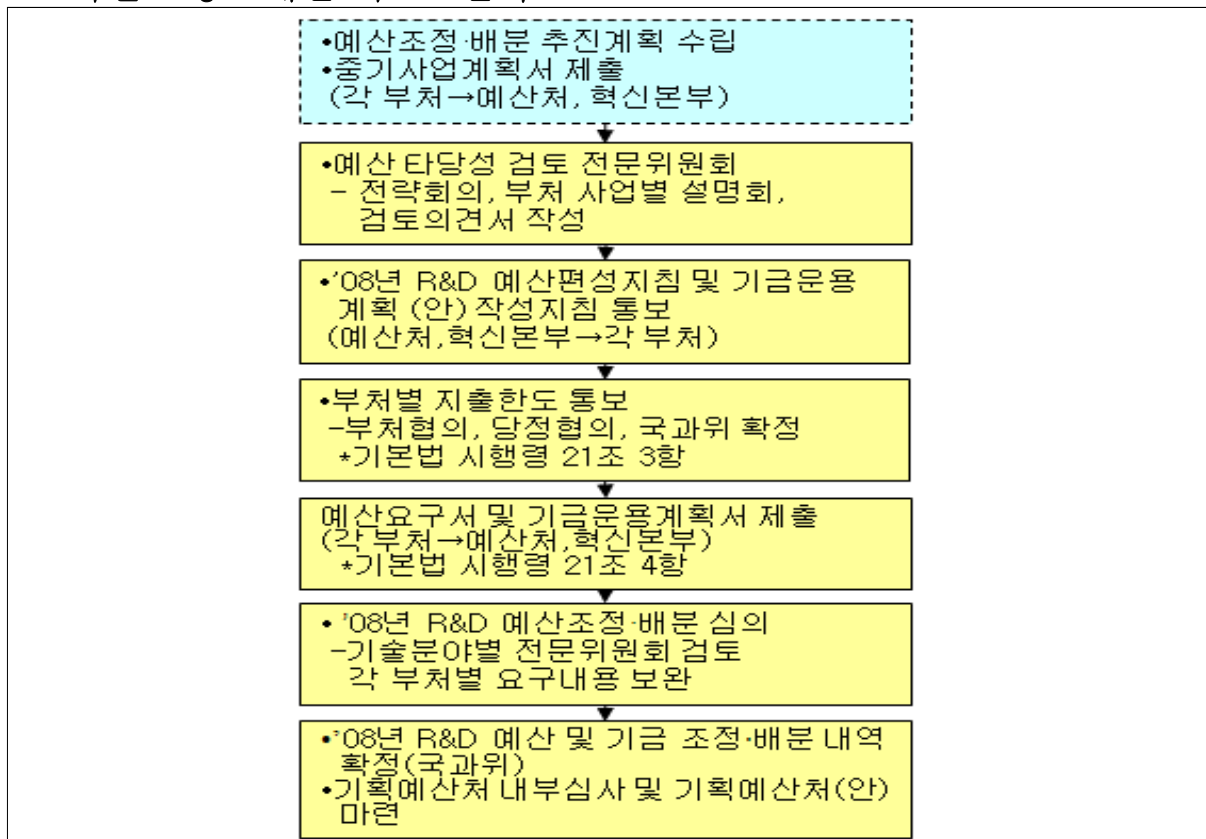 •예산조정·배분 추진계획 수립
•중기사업계획서 제출
(각 부처→예산처, 혁신본부)
•예산 타당성 검토 전문위원회
- 전략회의, 부처 사업별 설명회,
검토의견서 작성
•'08년 R&D 예산편성지침 및 기금운용
계획 (안) 작성지침 통보
(예산처,혁신본부→각 부처)
•부처별 지출한도 통보
-부처협의, 당정협의, 국과위 확정
*기본법 시행령 21조 3항
예산요구서 및 기금운용계획서 제출
(각 부처→예산처,혁신본부)
*기본법 시행령 21조 4항
• '08년 R&D 예산조정·배분 심의
-기술분야별 전문위원회 검토
각 부처별 요구내용 보완
•'08년 R&D 예산 및 기금 조정·배분 내역
확정(국과위)
•기획예산처 내부심사 및 기획예산처(안)
마련